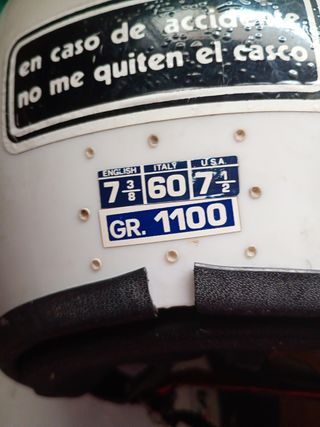 en caso de accidente
no me quiten el casco
ENGLISH ITALY U.S.A.
7 3/8 60 7 1/2
GR. 1100